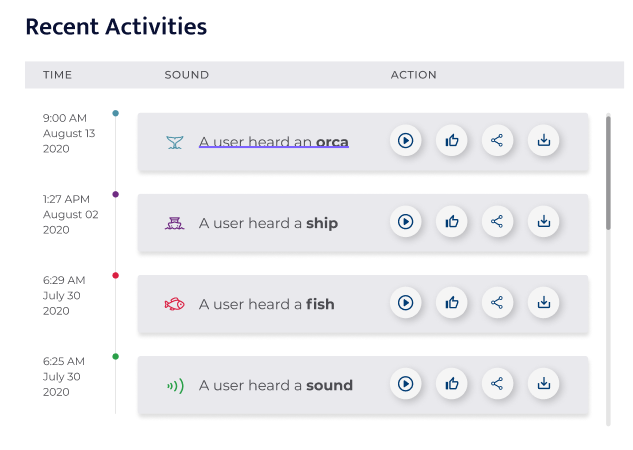 Recent Activities
TIME SOUND ACTION
9:00 AM
August 13
2020
A user heard an orca
1:27 APM
August 02
2020
A user heard a ship
6:29 AM
July 30
2020
A user heard a fish
6:25 AM
July 30
2020
A user heard a sound